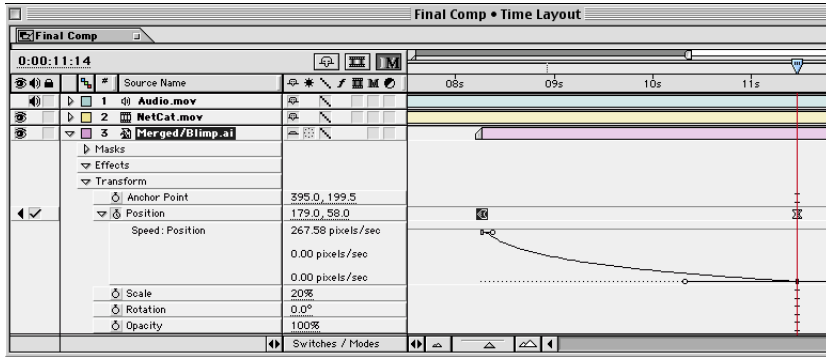 Final Comp • Time Layout
Final Comp
0:00:11:14
# Source Name
08s 09s 10s 11s
1 Audio.mov
2 NetCat.mov
3 Merged/Blimp.ai
Masks
Effects
Transform
Anchor Point 395.0, 199.5
Position 179.0, 58.0
Speed: Position 267.58 pixels/sec
0.00 pixels/sec
0.00 pixels/sec
Scale 20%
Rotation 0.0°
Opacity 100%
Switches / Modes